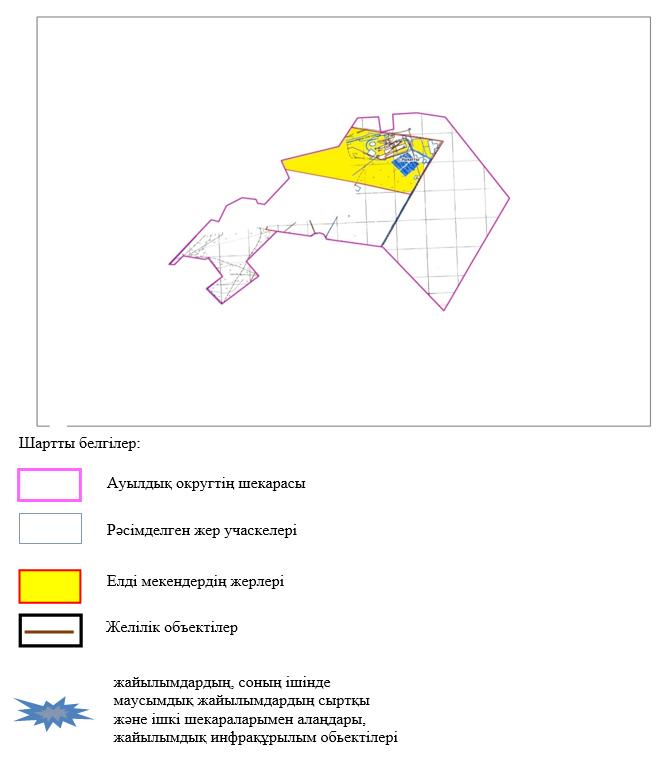 Шартты белгілер:
Ауылдық округтің шекарасы
Рәсімделген жер учаскелері
Елді мекендердің жерлері
Желілік объектілер
жайылымдардың, соның ішінде
маусымдық жайылымдардың сыртқы
және ішкі шекараларымен алаңдары,
жайылымдық инфрақұрылым обьектілері